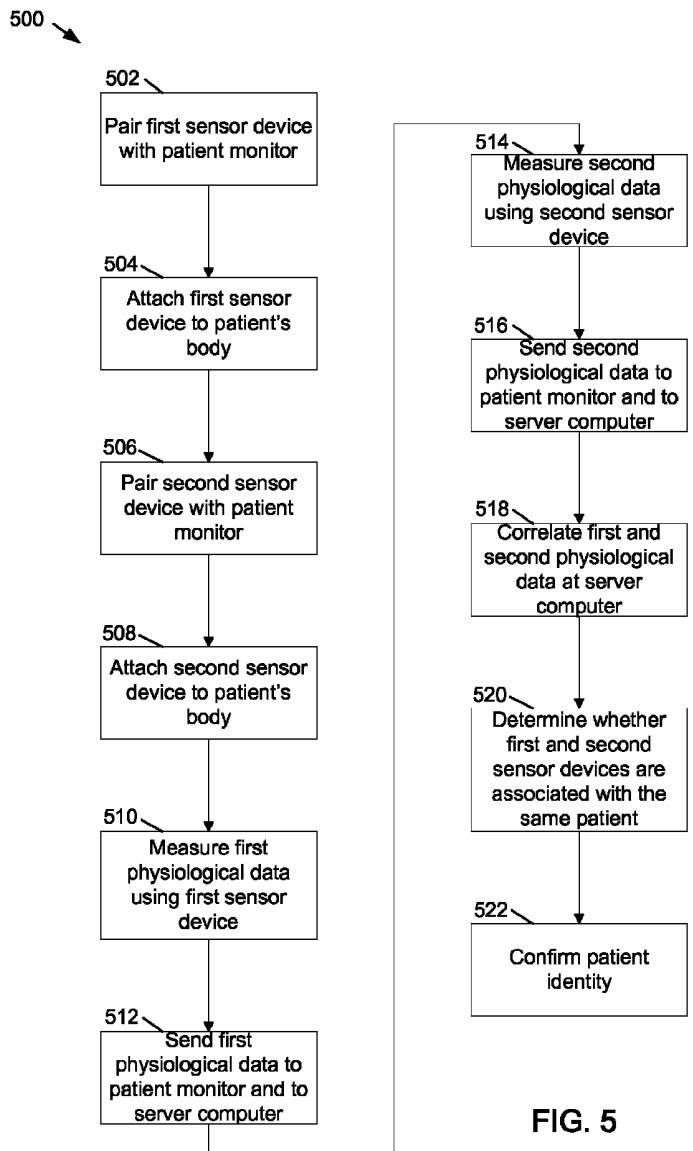 500
502
Pair first sensor device
with patient monitor
504
Attach first sensor
device to patient's
body
506
Pair second sensor
device with patient
monitor
508
Attach second sensor
device to patient's
body
510
Measure first
physiological data
using first sensor
device
512
Send first
physiological data to
patient monitor and to
server computer
514
Measure second
physiological data
using second sensor
device
516
Send second
physiological data to
patient monitor and to
server computer
518
Correlate first and
second physiological
data at server
computer
520
Determine whether
first and second
sensor devices are
associated with the
same patient
522
Confirm patient
identity
FIG. 5